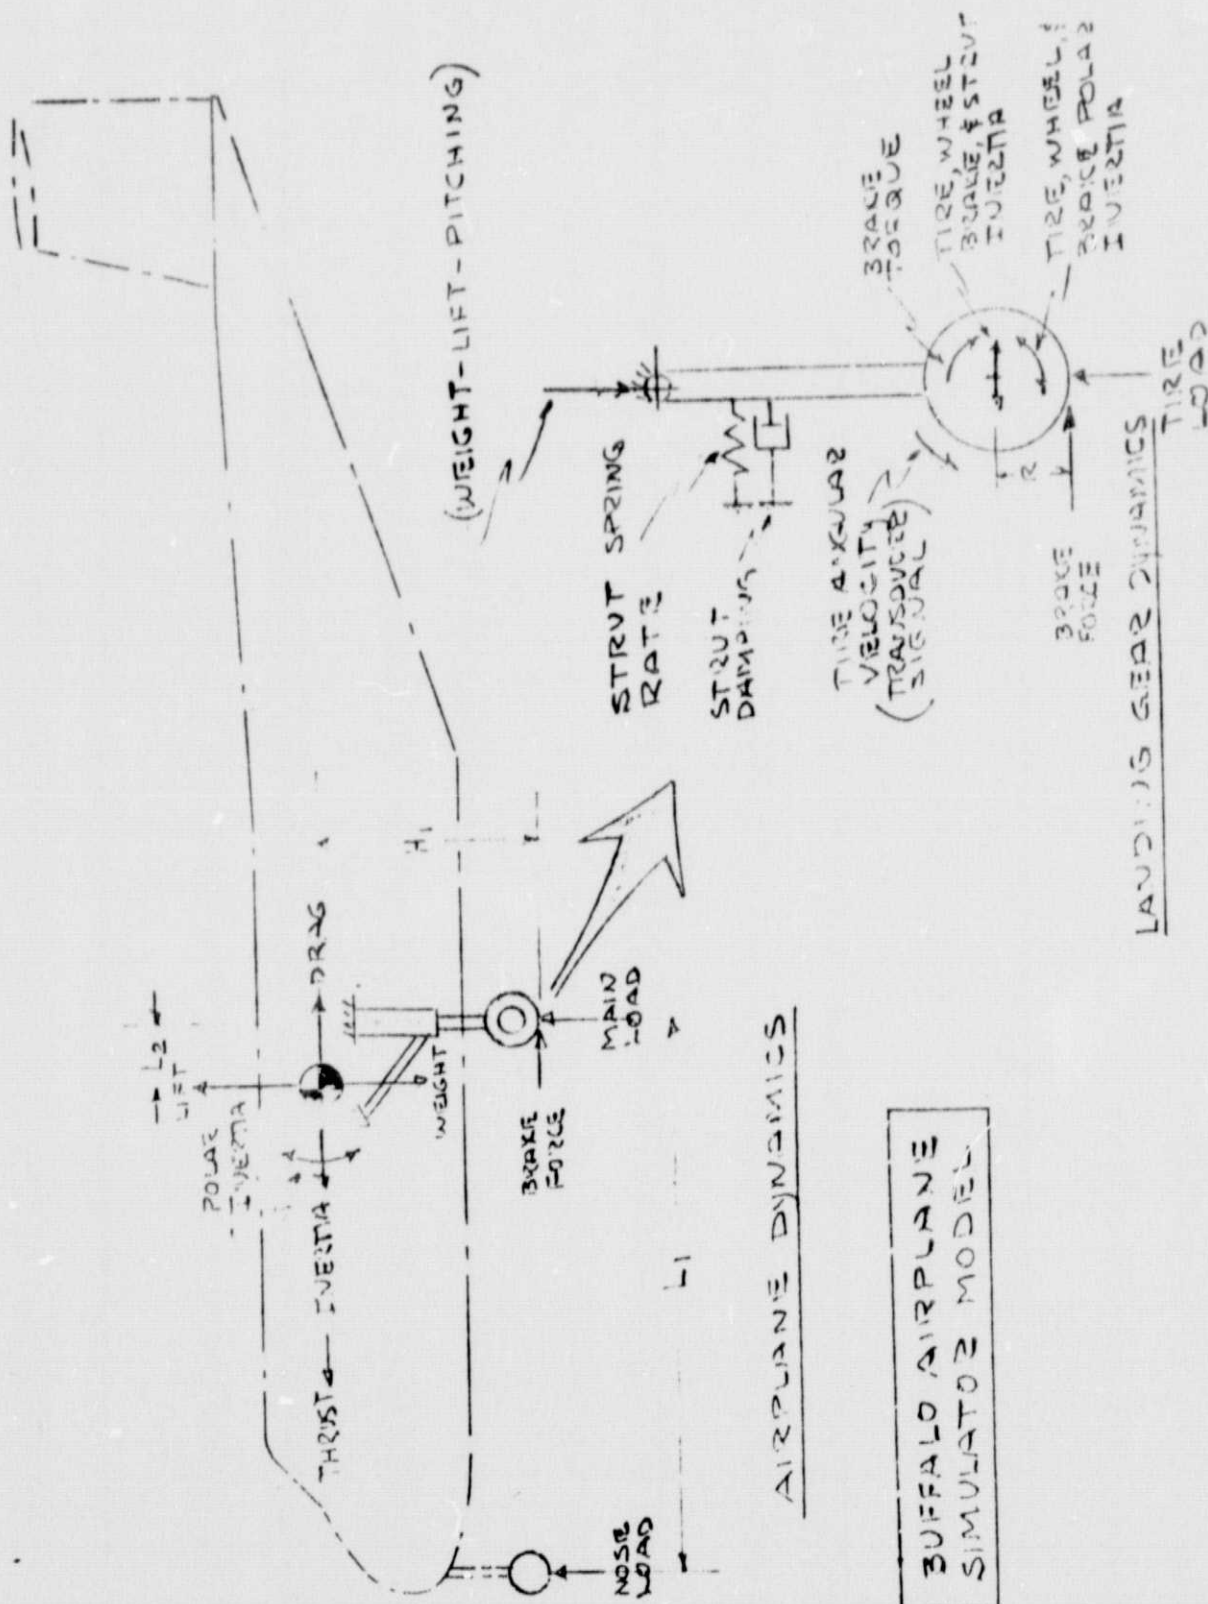 L2
LIFT
POLAR
INERTIA
THRUST
INERTIA
DRAG
WEIGHT
H1
BRAKE
FORCE
MAIN
LOAD
NOSE
LOAD
L1
AIRPLANE DYNAMICS
BUFFALO AIRPLANE
SIMULATOR MODEL
(WEIGHT-LIFT-PITCHING)
STRUT SPRING
RATE
STRUT
DAMPING
TIRE ANGULAR
VELOCITY
(TRANSDUCER
SIGNAL)
BRAKE
TORQUE
TIRE, WHEEL
BRAKE, & STRUT
INERTIA
TIRE, WHEEL, &
BRAKE POLAR
INERTIA
R
BRAKE
FORCE
TIRE
LOAD
LANDING GEAR DYNAMICS